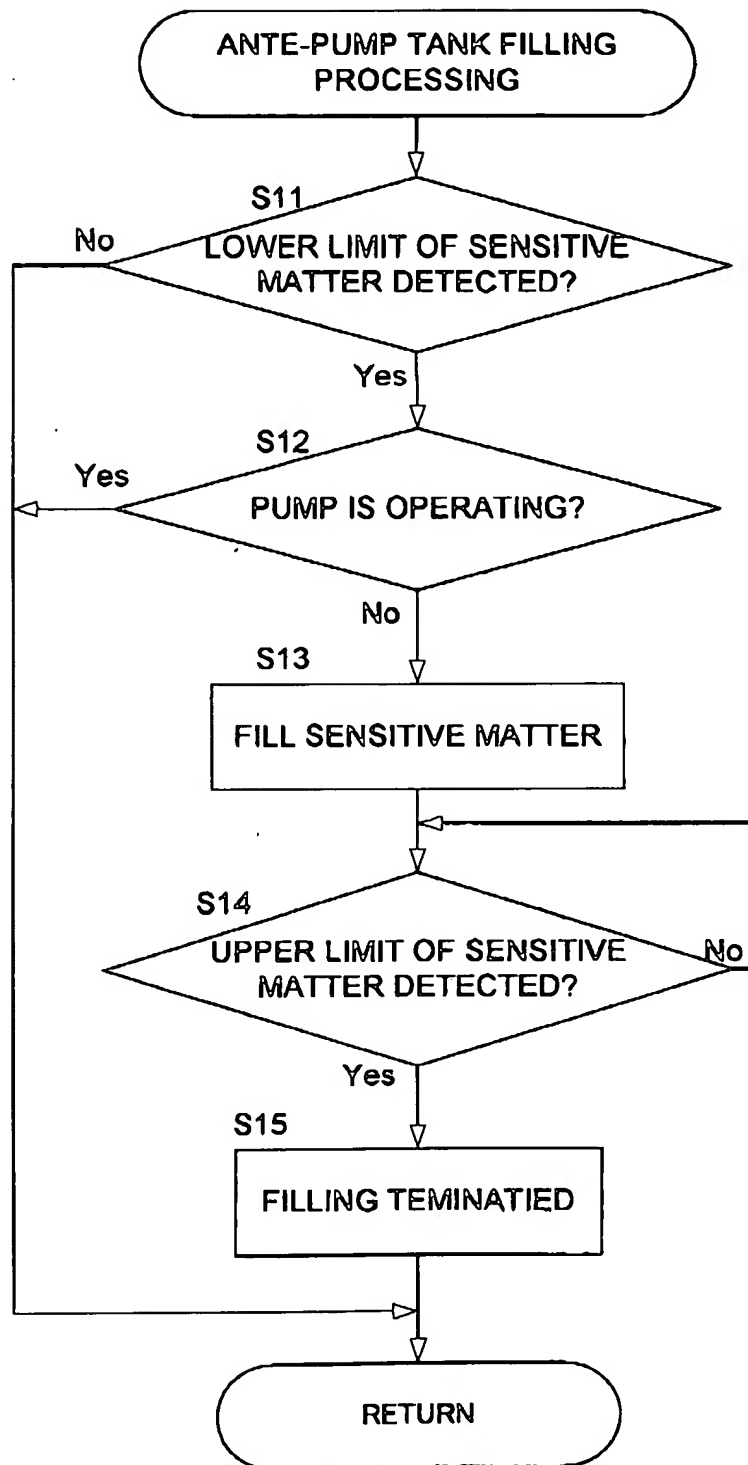 ANTE-PUMP TANK FILLING
PROCESSING
S11
No
LOWER LIMIT OF SENSITIVE
MATTER DETECTED?
Yes
S12
Yes
PUMP IS OPERATING?
No
S13
FILL SENSITIVE MATTER
S14
UPPER LIMIT OF SENSITIVE
MATTER DETECTED?
No
Yes
S15
FILLING TEMINATIED
RETURN